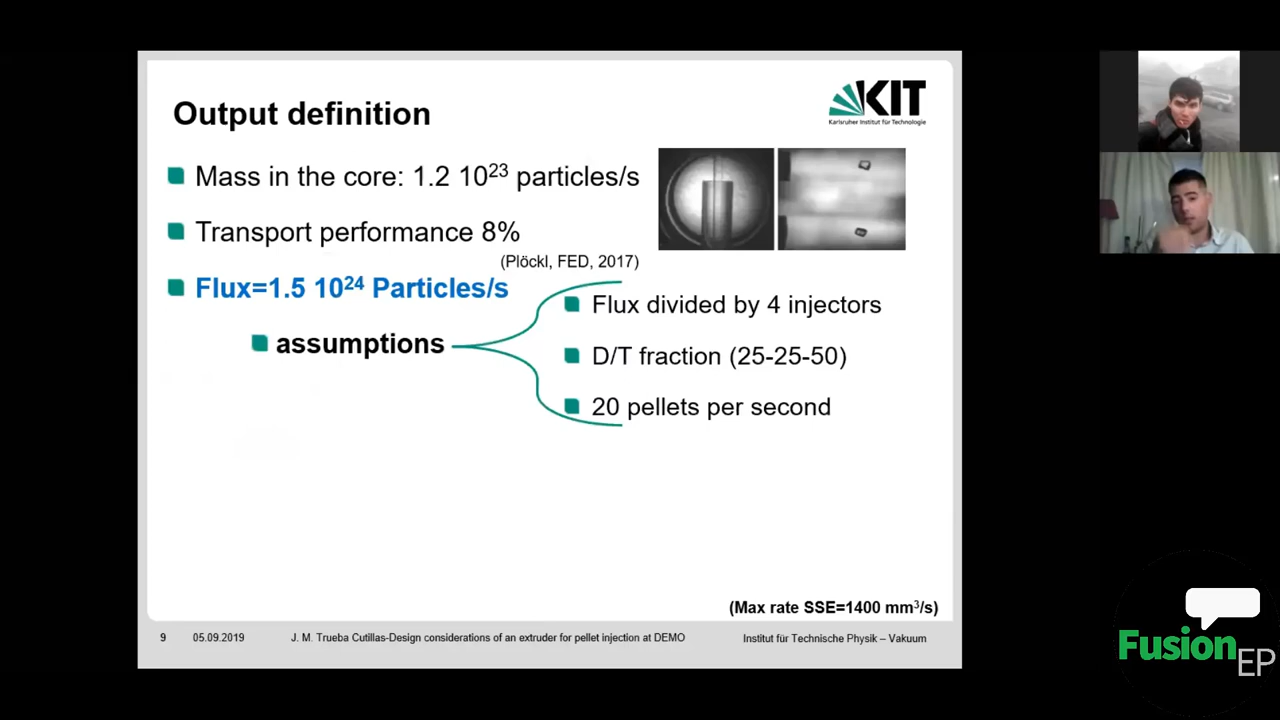 Output definition
KIT
Karlsruher Institut für Technologie
Mass in the core: 1.2 10²³ particles/s
Transport performance 8%
(Plöckl, FED, 2017)
Flux=1.5 10²⁴ Particles/s
assumptions
Flux divided by 4 injectors
D/T fraction (25-25-50)
20 pellets per second
(Max rate SSE=1400 mm³/s)
9 05.09.2019 J. M. Trueba Cutillas-Design considerations of an extruder for pellet injection at DEMO Institut für Technische Physik – Vakuum
Fusion
EP